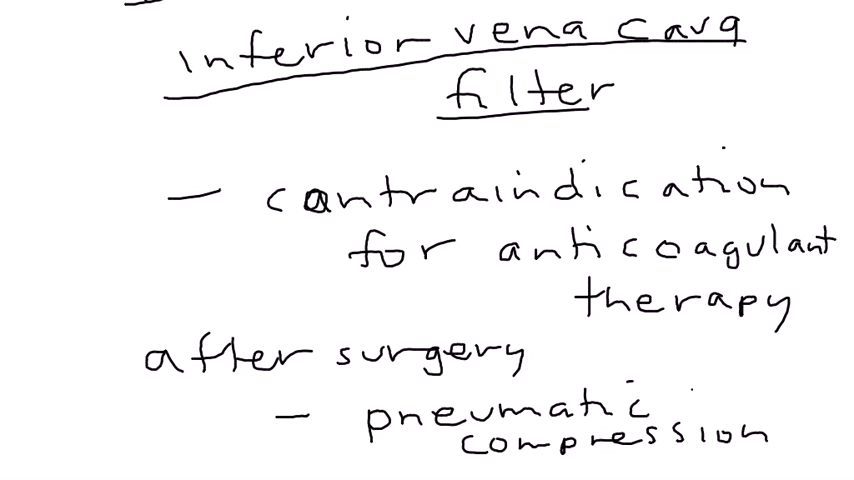 inferior vena cava
filter
— contraindication
for anticoagulant
therapy
after surgery
— pneumatic
compression